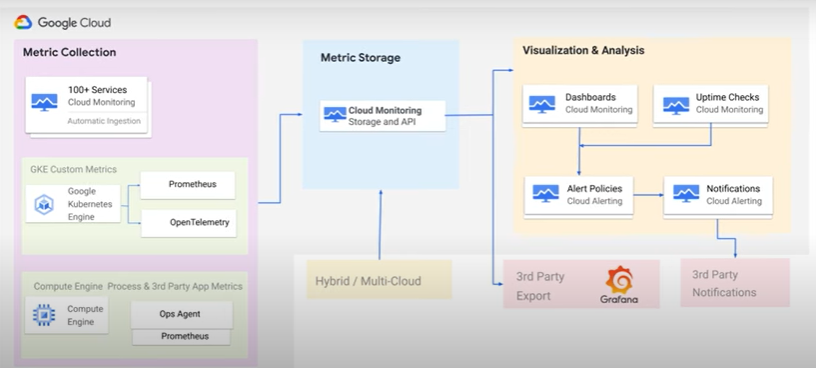 Google Cloud
Metric Collection
100+ Services
Cloud Monitoring
Automatic Ingestion
GKE Custom Metrics
Google
Kubernetes
Engine
Prometheus
OpenTelemetry
Compute Engine Process & 3rd Party App Metrics
Compute
Engine
Ops Agent
Prometheus
Metric Storage
Cloud Monitoring
Storage and API
Hybrid / Multi-Cloud
Visualization & Analysis
Dashboards
Cloud Monitoring
Uptime Checks
Cloud Monitoring
Alert Policies
Cloud Alerting
Notifications
Cloud Alerting
3rd Party
Export
Grafana
3rd Party
Notifications